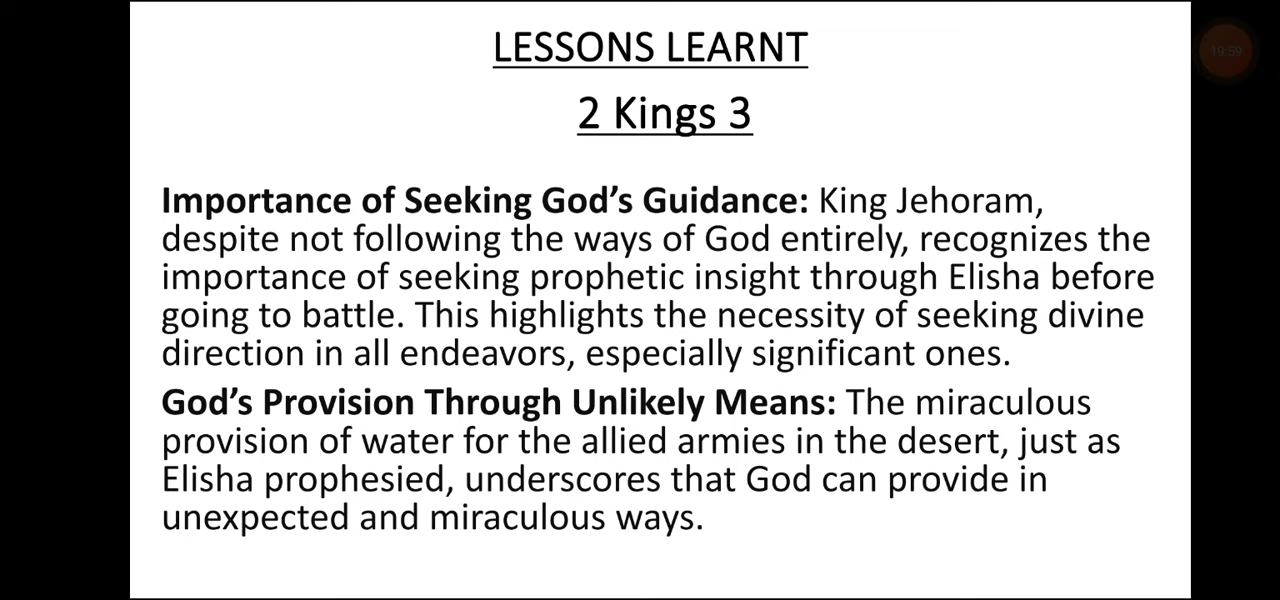 LESSONS LEARNT
2 Kings 3
19:59
Importance of Seeking God’s Guidance: King Jehoram,
despite not following the ways of God entirely, recognizes the
importance of seeking prophetic insight through Elisha before
going to battle. This highlights the necessity of seeking divine
direction in all endeavors, especially significant ones.
God’s Provision Through Unlikely Means: The miraculous
provision of water for the allied armies in the desert, just as
Elisha prophesied, underscores that God can provide in
unexpected and miraculous ways.